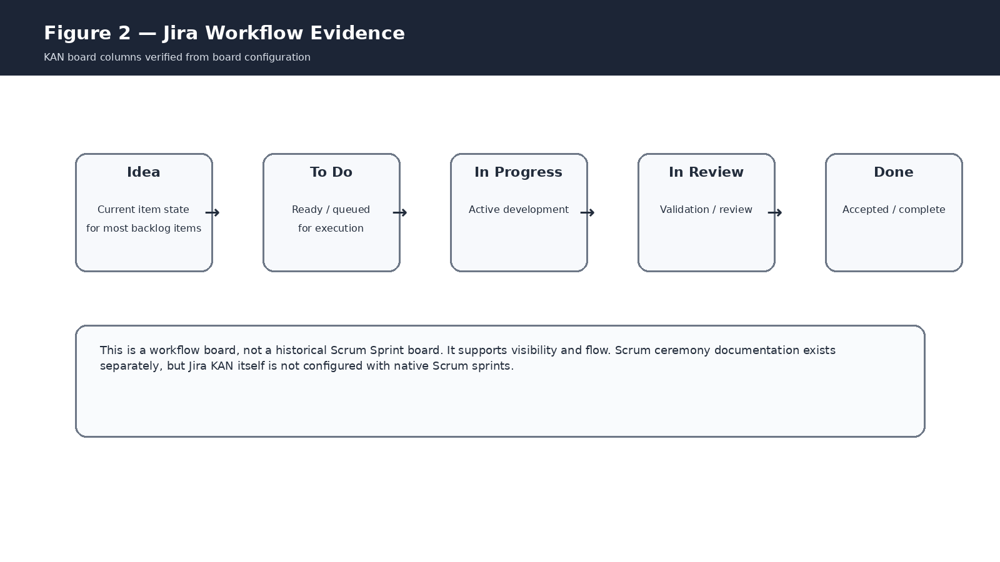 Figure 2 — Jira Workflow Evidence
KAN board columns verified from board configuration
Idea
Current item state
for most backlog items
→
To Do
Ready / queued
for execution
→
In Progress
Active development
→
In Review
Validation / review
→
Done
Accepted / complete
This is a workflow board, not a historical Scrum Sprint board. It supports visibility and flow. Scrum ceremony documentation exists
separately, but Jira KAN itself is not configured with native Scrum sprints.